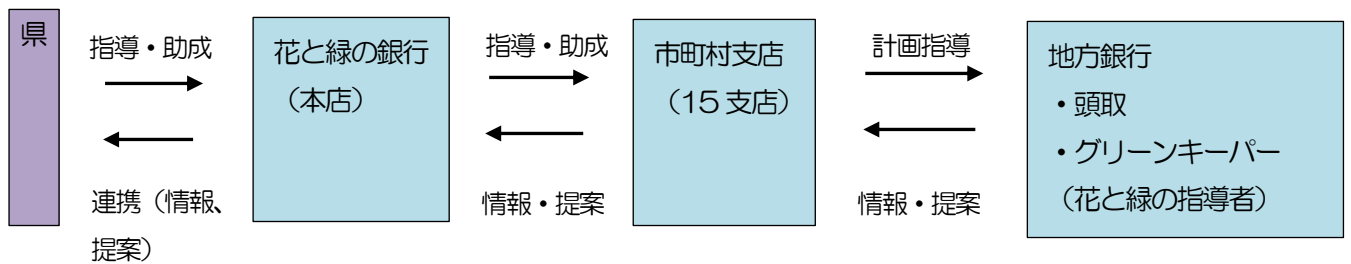 県
指導・助成
連携（情報、
提案）
花と緑の銀行
（本店）
指導・助成
情報・提案
市町村支店
（15支店）
計画指導
情報・提案
地方銀行
・頭取
・グリーンキーパー
（花と緑の指導者）